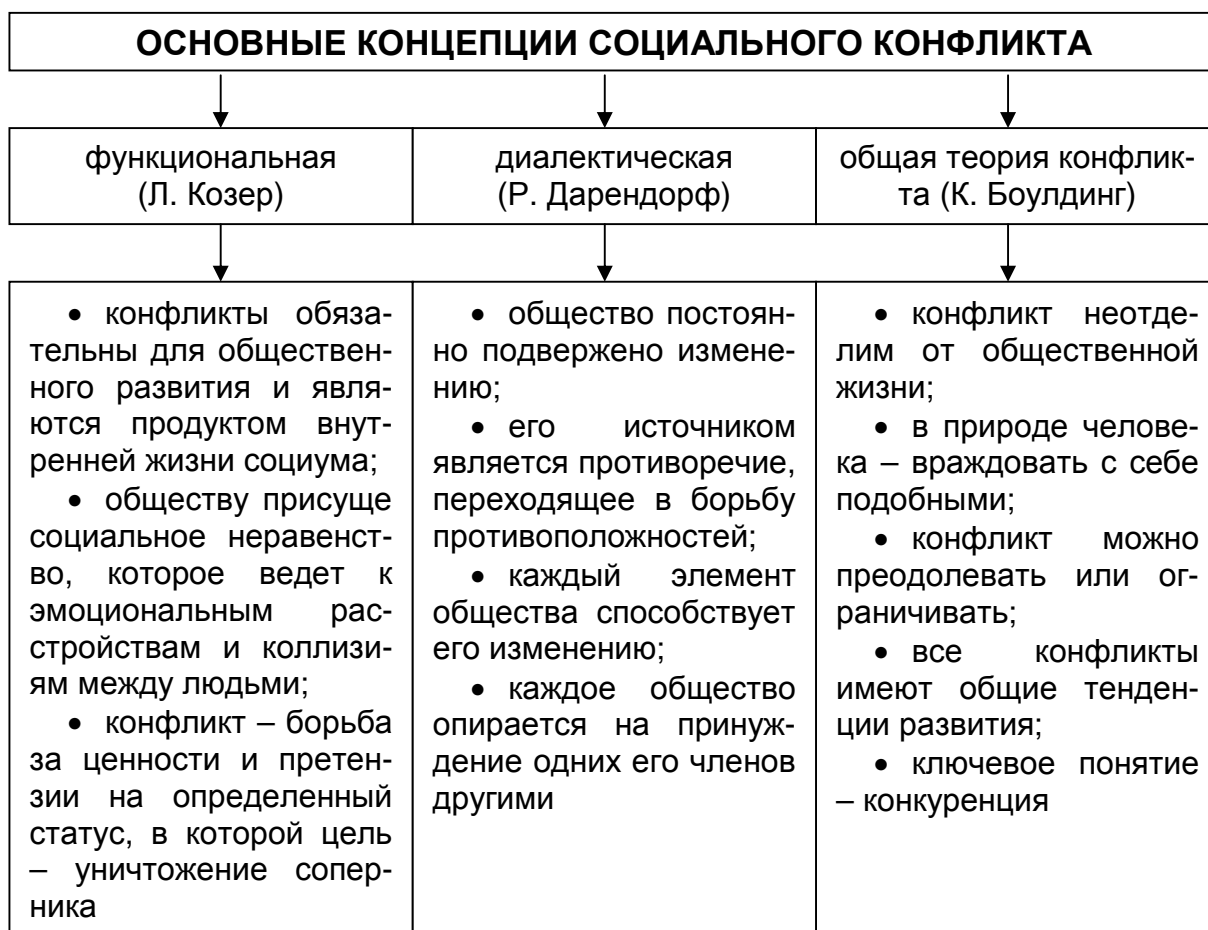 ОСНОВНЫЕ КОНЦЕПЦИИ СОЦИАЛЬНОГО КОНФЛИКТА
функциональная
(Л. Козер)
диалектическая
(Р. Дарендорф)
общая теория конфлик-
та (К. Боулдинг)
• конфликты обяза-
тельны для обществен-
ного развития и явля-
ются продуктом внут-
ренней жизни социума;
• обществу присуще
социальное неравенст-
во, которое ведет к
эмоциональным рас-
стройствам и коллизи-
ям между людьми;
• конфликт – борьба
за ценности и претен-
зии на определенный
статус, в которой цель
– уничтожение сопер-
ника
• общество постоян-
но подвержено измене-
нию;
• его источником
является противоречие,
переходящее в борьбу
противоположностей;
• каждый элемент
общества способствует
его изменению;
• каждое общество
опирается на принуж-
дение одних его членов
другими
• конфликт неотде-
лим от общественной
жизни;
• в природе челове-
ка – враждовать с себе
подобными;
• конфликт можно
преодолевать или ог-
раничивать;
• все конфликты
имеют общие тенден-
ции развития;
• ключевое понятие
– конкуренция